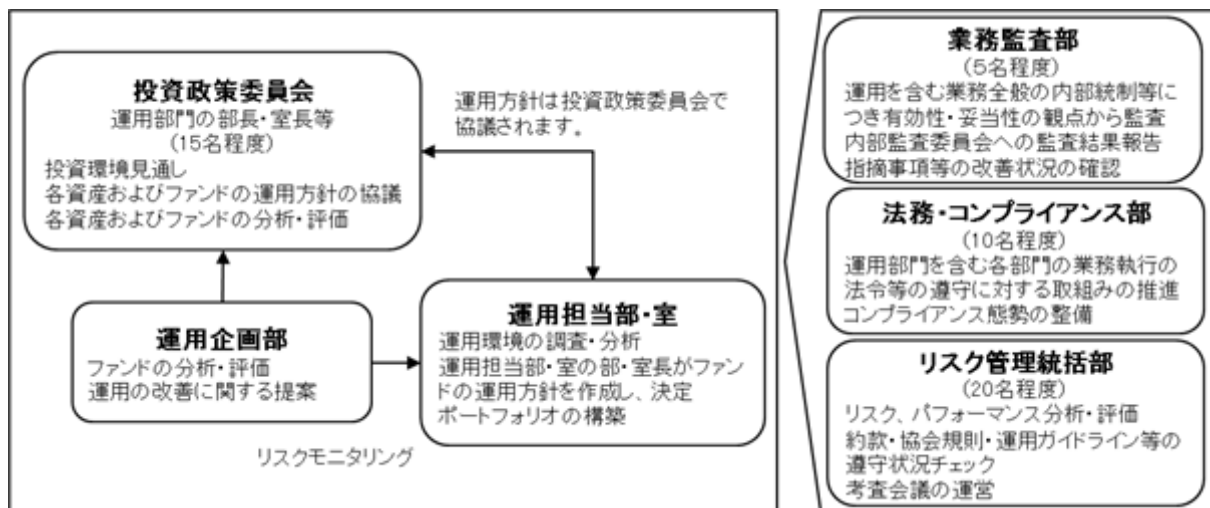 投資政策委員会
運用部門の部長・室長等
(15名程度)
投資環境見通し
各資産およびファンドの運用方針の協議
各資産およびファンドの分析・評価
運用方針は投資政策委員会で
協議されます。
運用企画部
ファンドの分析・評価
運用の改善に関する提案
運用担当部・室
運用環境の調査・分析
運用担当部・室の部・室長がファン
ドの運用方針を作成し、決定
ポートフォリオの構築
リスクモニタリング
業務監査部
(5名程度)
運用を含む業務全般の内部統制等に
つき有効性・妥当性の観点から監査
内部監査委員会への監査結果報告
指摘事項等の改善状況の確認
法務・コンプライアンス部
(10名程度)
運用部門を含む各部門の業務執行の
法令等の遵守に対する取組みの推進
コンプライアンス態勢の整備
リスク管理統括部
(20名程度)
リスク、パフォーマンス分析・評価
約款・協会規則・運用ガイドライン等の
遵守状況チェック
考査会議の運営